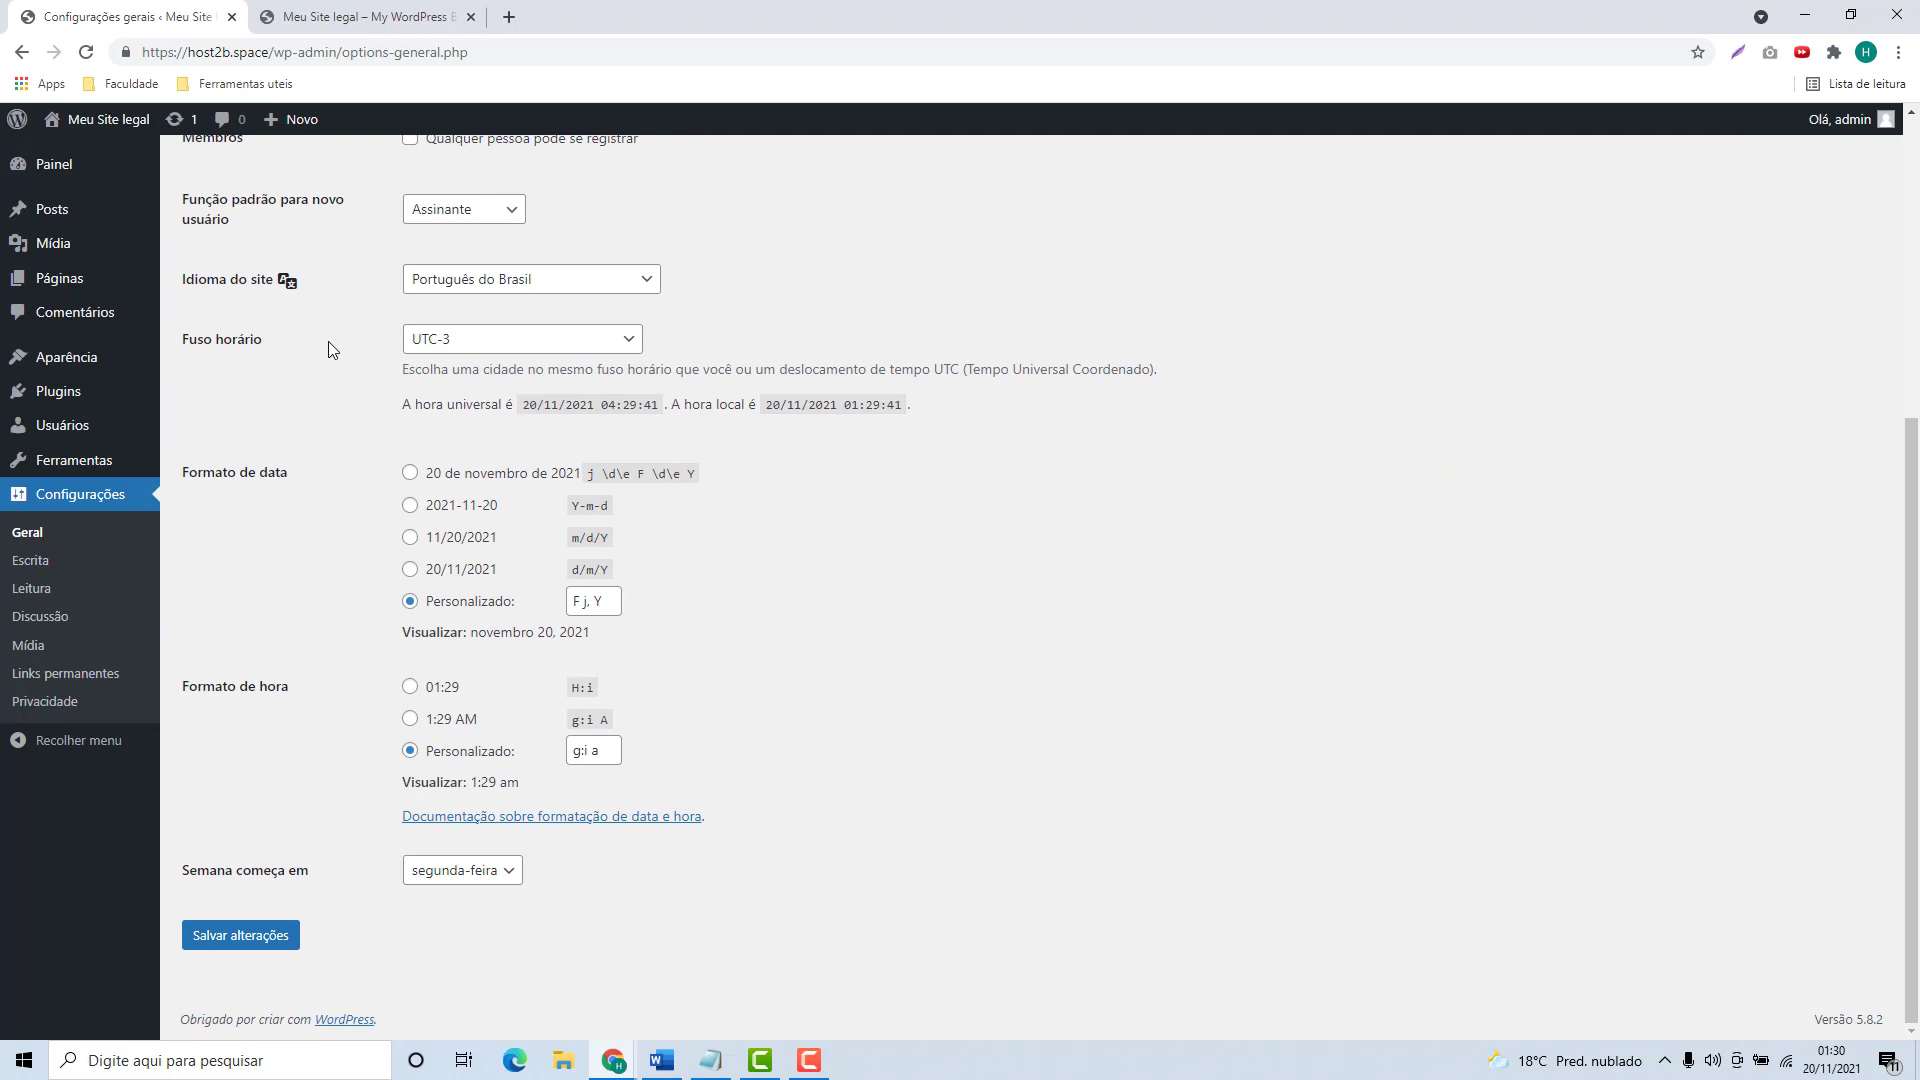 Configurações gerais ‹ Meu Site
Meu Site legal – My WordPress B
https://host2b.space/wp-admin/options-general.php
H
Apps
Faculdade
Ferramentas uteis
Lista de leitura
Meu Site legal
1
0
Novo
Olá, admin
Membros
Qualquer pessoa pode se registrar
Painel
Posts
Mídia
Páginas
Comentários
Aparência
Plugins
Usuários
Ferramentas
Configurações
Geral
Escrita
Leitura
Discussão
Mídia
Links permanentes
Privacidade
Recolher menu
Função padrão para novo
usuário
Assinante
Idioma do site
Português do Brasil
Fuso horário
UTC-3
Escolha uma cidade no mesmo fuso horário que você ou um deslocamento de tempo UTC (Tempo Universal Coordenado).
A hora universal é 20/11/2021 04:29:41 . A hora local é 20/11/2021 01:29:41 .
Formato de data
20 de novembro de 2021 j \d\e F \d\e Y
2021-11-20 Y-m-d
11/20/2021 m/d/Y
20/11/2021 d/m/Y
Personalizado: F j, Y
Visualizar: novembro 20, 2021
Formato de hora
01:29 H:i
1:29 AM g:i A
Personalizado: g:i a
Visualizar: 1:29 am
Documentação sobre formatação de data e hora.
Semana começa em
segunda-feira
Salvar alterações
Obrigado por criar com WordPress.
Versão 5.8.2
Digite aqui para pesquisar
18°C Pred. nublado
01:30
20/11/2021
11